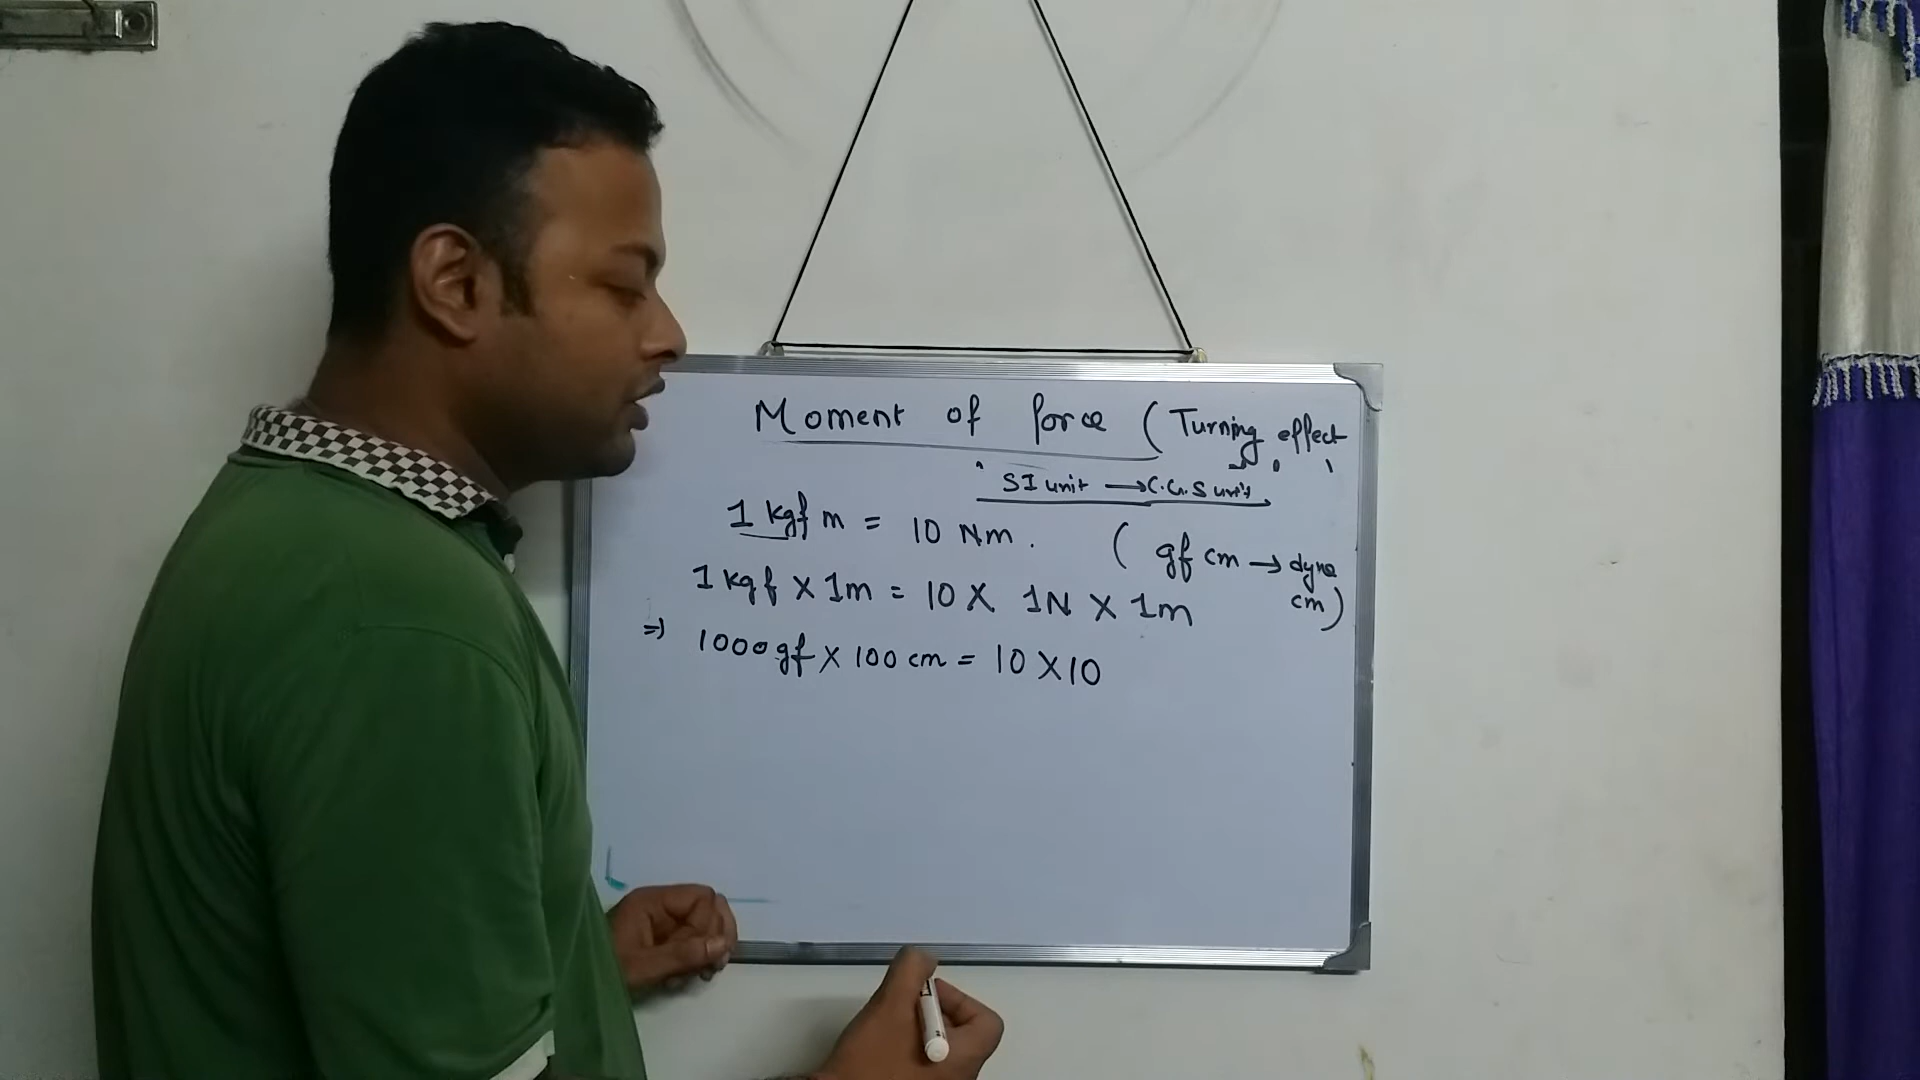 Moment of force (Turning effect
SI unit → C.G.S unit
1 kgf m = 10 Nm.
( gf cm → dyne
cm)
1 kgf X 1m = 10 X 1N X 1m
=) 1000 gf X 100 cm = 10 X 10